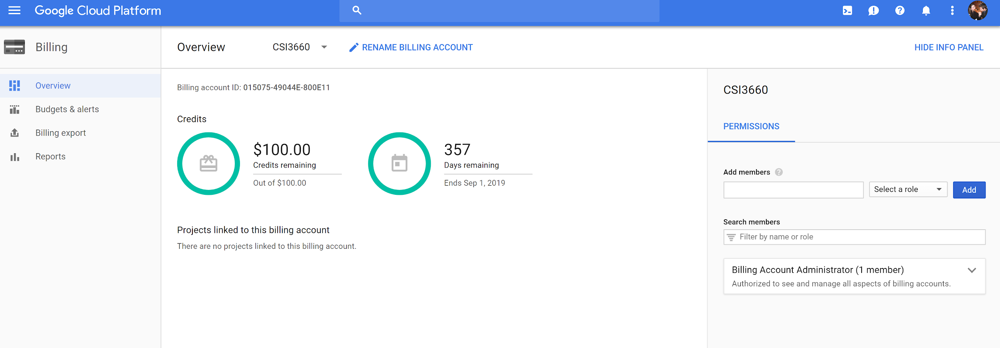 Google Cloud Platform
Billing
Overview
CSI3660
RENAME BILLING ACCOUNT
HIDE INFO PANEL
Overview
Budgets & alerts
Billing export
Reports
Billing account ID: 015075-49044E-800E11
Credits
$100.00
Credits remaining
Out of $100.00
357
Days remaining
Ends Sep 1, 2019
Projects linked to this billing account
There are no projects linked to this billing account.
CSI3660
PERMISSIONS
Add members
Select a role
Add
Search members
Filter by name or role
Billing Account Administrator (1 member)
Authorized to see and manage all aspects of billing accounts.